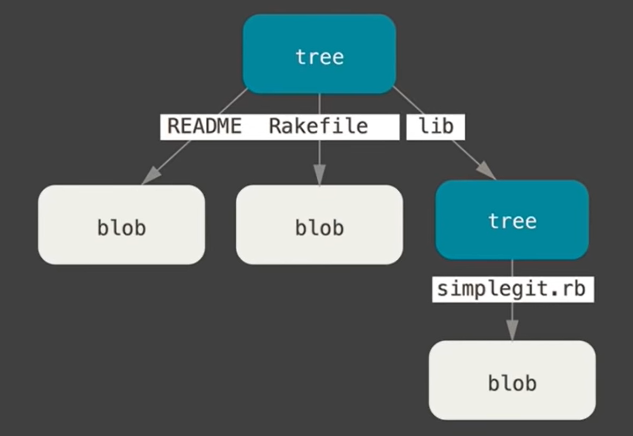 tree
README Rakefile lib
blob blob tree
simplegit.rb
blob